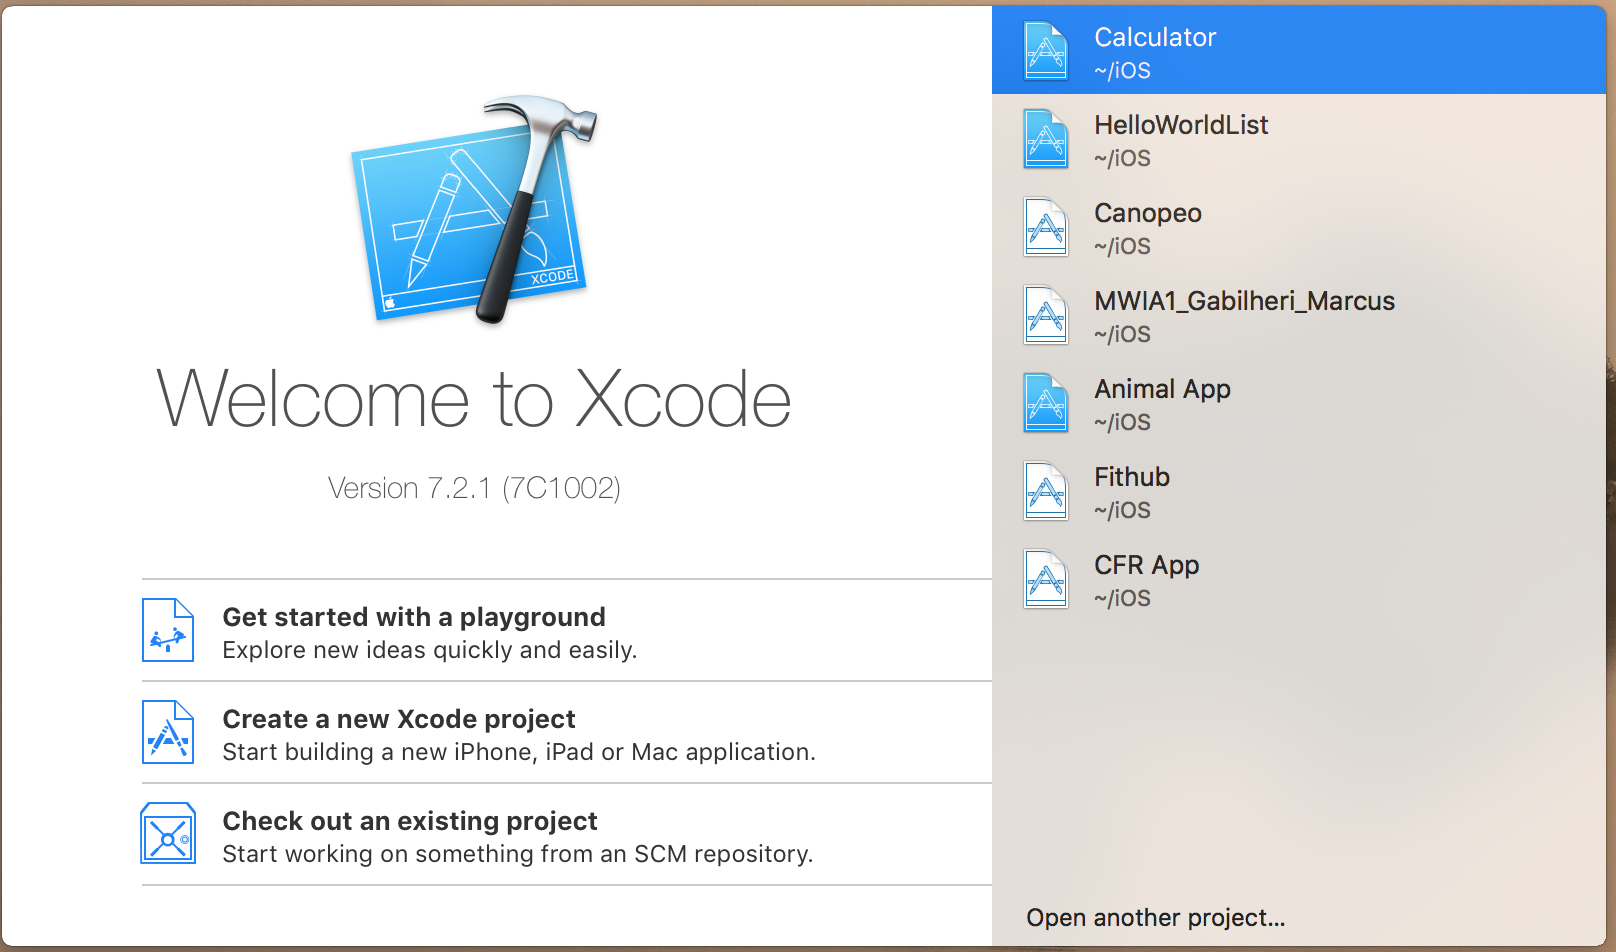 XCODE
Welcome to Xcode
Version 7.2.1 (7C1002)
Get started with a playground
Explore new ideas quickly and easily.
Create a new Xcode project
Start building a new iPhone, iPad or Mac application.
Check out an existing project
Start working on something from an SCM repository.
Calculator
~/iOS
HelloWorldList
~/iOS
Canopeo
~/iOS
MWIA1_Gabilheri_Marcus
~/iOS
Animal App
~/iOS
Fithub
~/iOS
CFR App
~/iOS
Open another project...